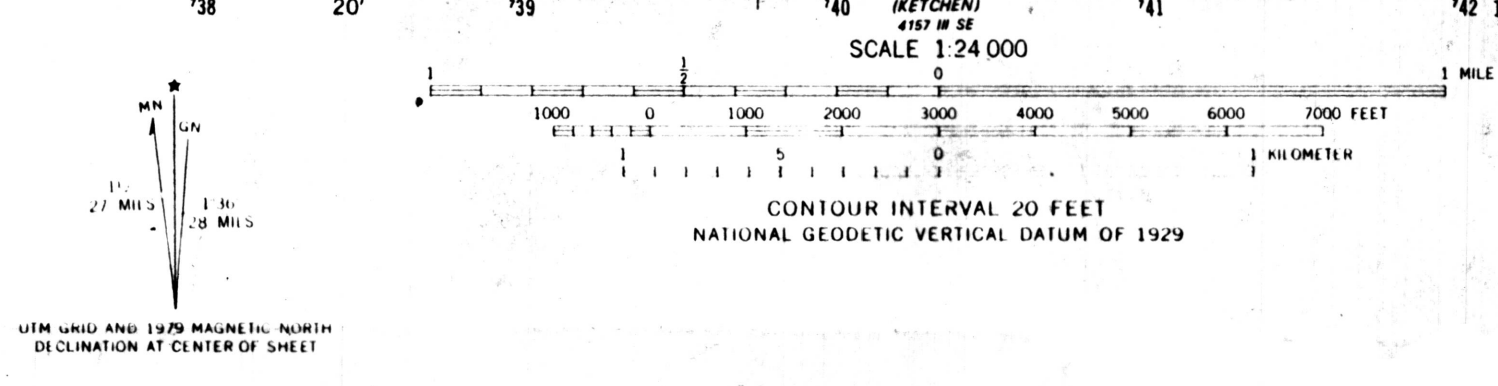 738 20' 739 740 (KETCHEN) 741 742
4157 III SE
SCALE 1:24 000
1 1/2 0 1 MILE
1000 0 1000 2000 3000 4000 5000 6000 7000 FEET
1 5 0 1 KILOMETER
CONTOUR INTERVAL 20 FEET
NATIONAL GEODETIC VERTICAL DATUM OF 1929
MN
GN
27 MILS
1°36
28 MILS
UTM GRID AND 1979 MAGNETIC NORTH
DECLINATION AT CENTER OF SHEET